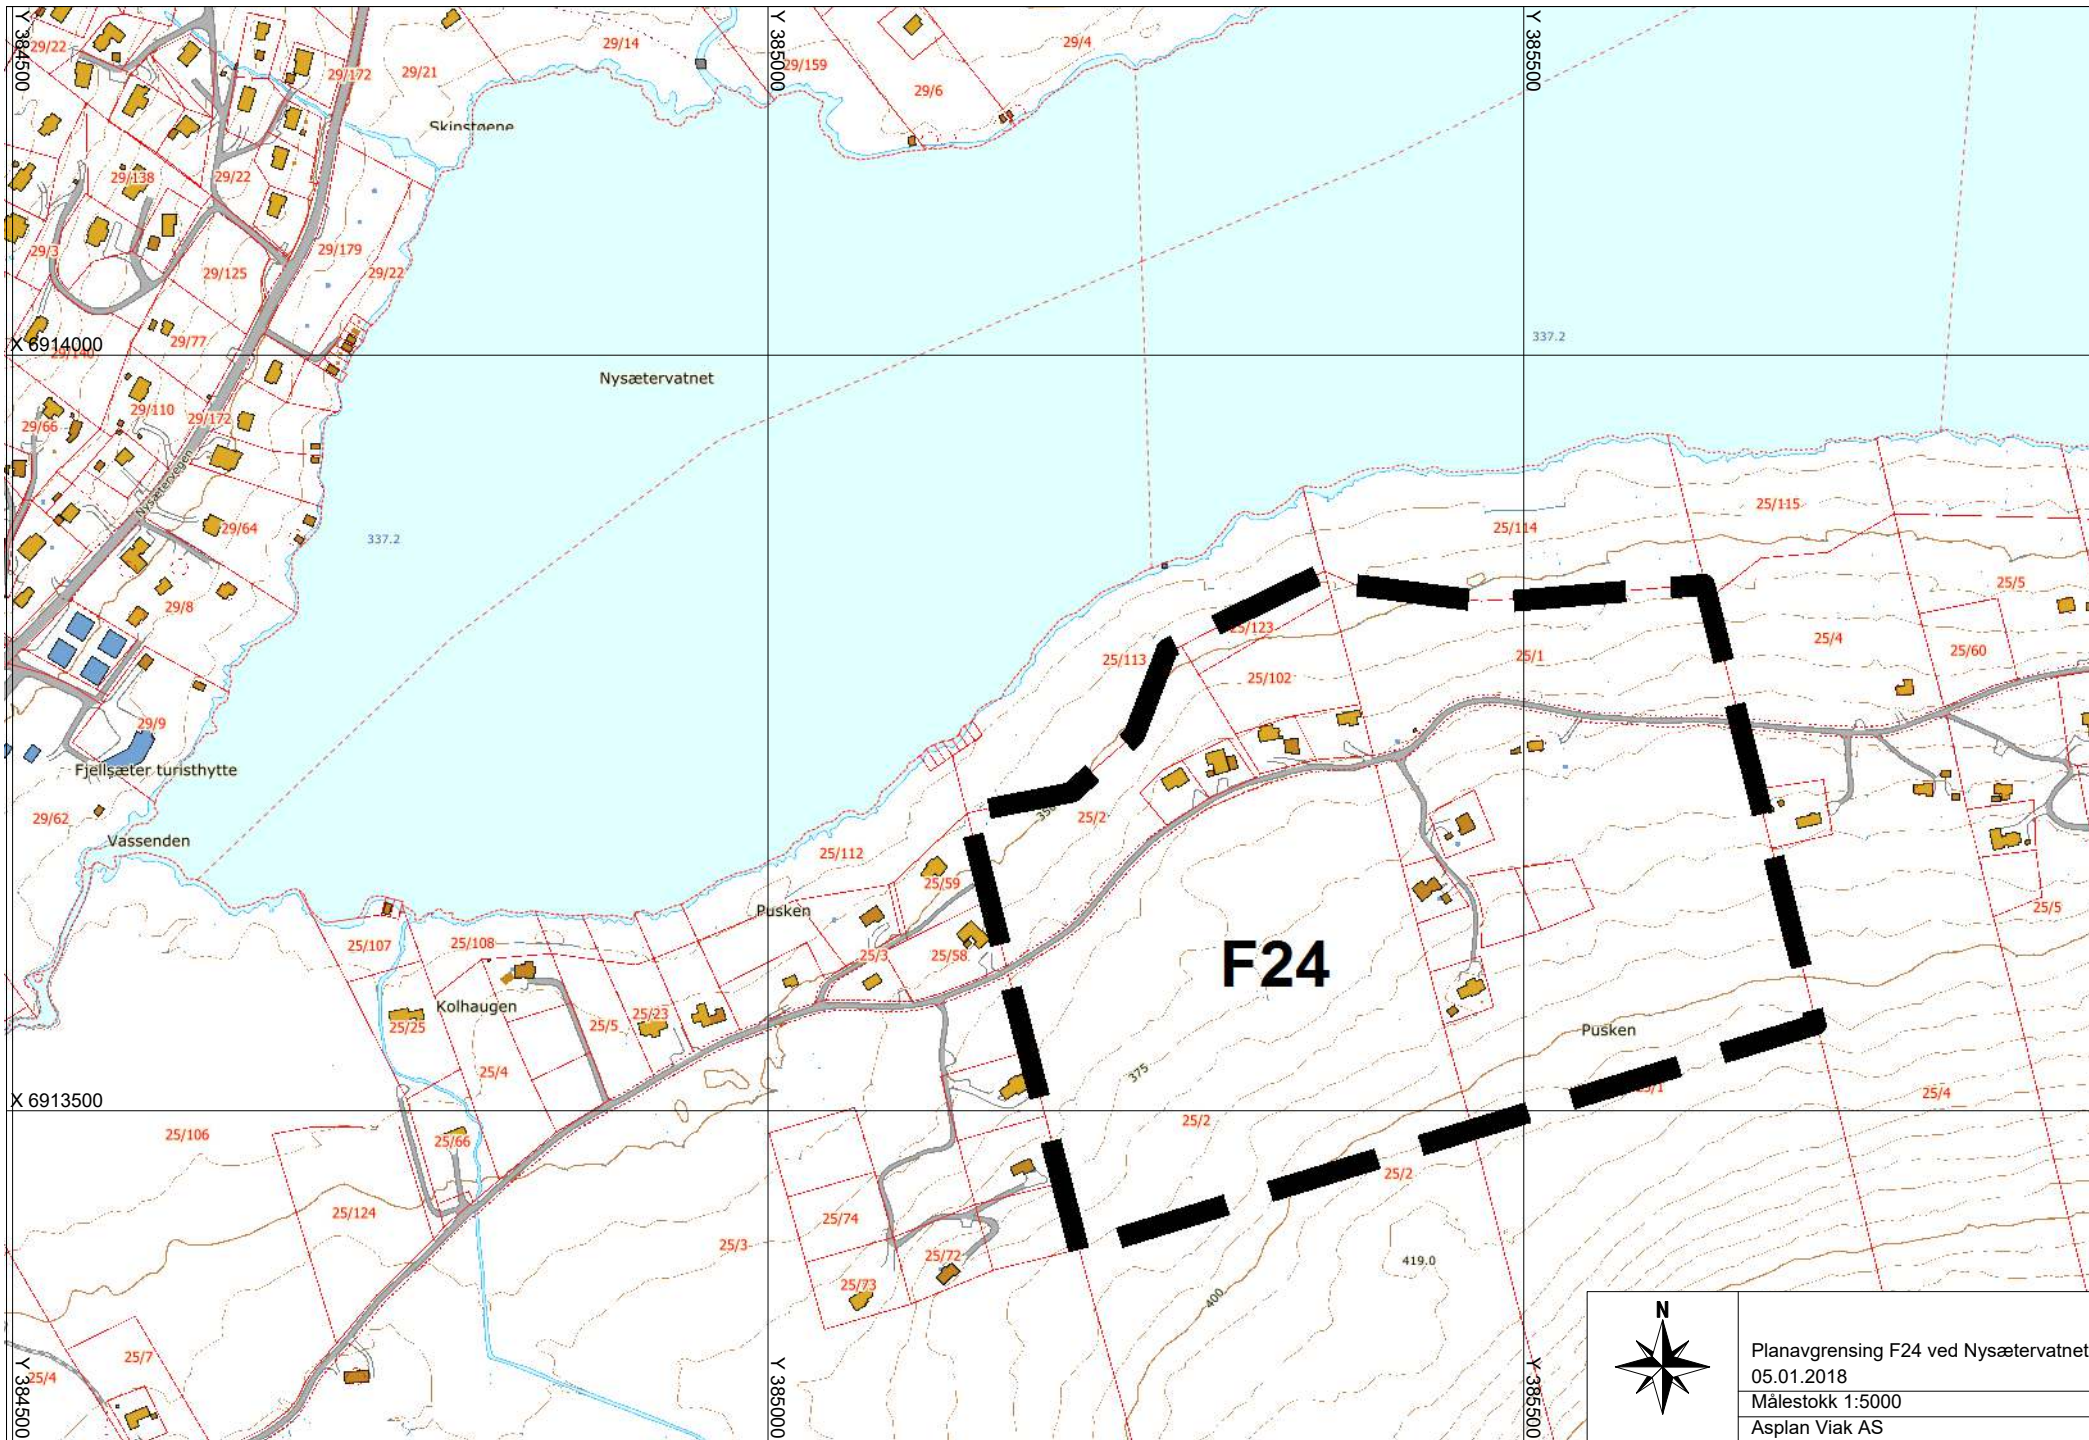 Y 384500
Y 385000
Y 385500
29/22
29/172
29/21
29/14
29/159
29/4
29/6
Skinstøene
29/138
29/22
29/3
29/125
29/179
29/22
X 6914000
29/140
29/77
337.2
Nysætervatnet
29/110
29/172
29/66
Nysætervegen
29/64
337.2
25/114
25/115
29/8
25/5
25/123
25/4
25/113
25/1
25/60
25/102
29/9
Fjellsæter turisthytte
29/62
Vassenden
25/2
25/112
25/59
Pusken
25/5
25/107
25/108
25/3
25/58
F24
Kolhaugen
25/25
25/5
25/23
Pusken
25/4
375
X 6913500
25/2
25/4
25/106
25/66
25/2
25/124
25/74
25/3
25/72
419.0
25/73
400
25/7
25/4
Y 384500
Y 385000
Y 385500
N
Planavgrensing F24 ved Nysætervatnet
05.01.2018
Målestokk 1:5000
Asplan Viak AS